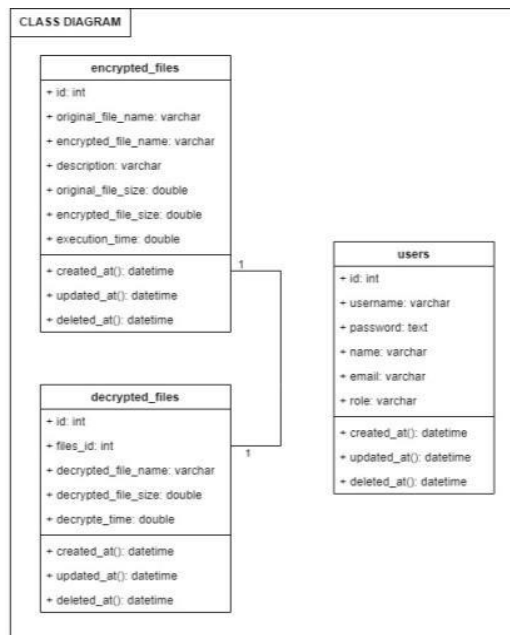 CLASS DIAGRAM
encrypted_files
+ id: int
+ original_file_name: varchar
+ encrypted_file_name: varchar
+ description: varchar
+ original_file_size: double
+ encrypted_file_size: double
+ execution_time: double
+ created_at(): datetime
+ updated_at(): datetime
+ deleted_at(): datetime
1
users
+ id: int
+ username: varchar
+ password: text
+ name: varchar
+ email: varchar
+ role: varchar
+ created_at(): datetime
+ updated_at(): datetime
+ deleted_at(): datetime
decrypted_files
+ id: int
+ files_id: int
+ decrypted_file_name: varchar
+ decrypted_file_size: double
+ decrypte_time: double
+ created_at(): datetime
+ updated_at(): datetime
+ deleted_at(): datetime
1